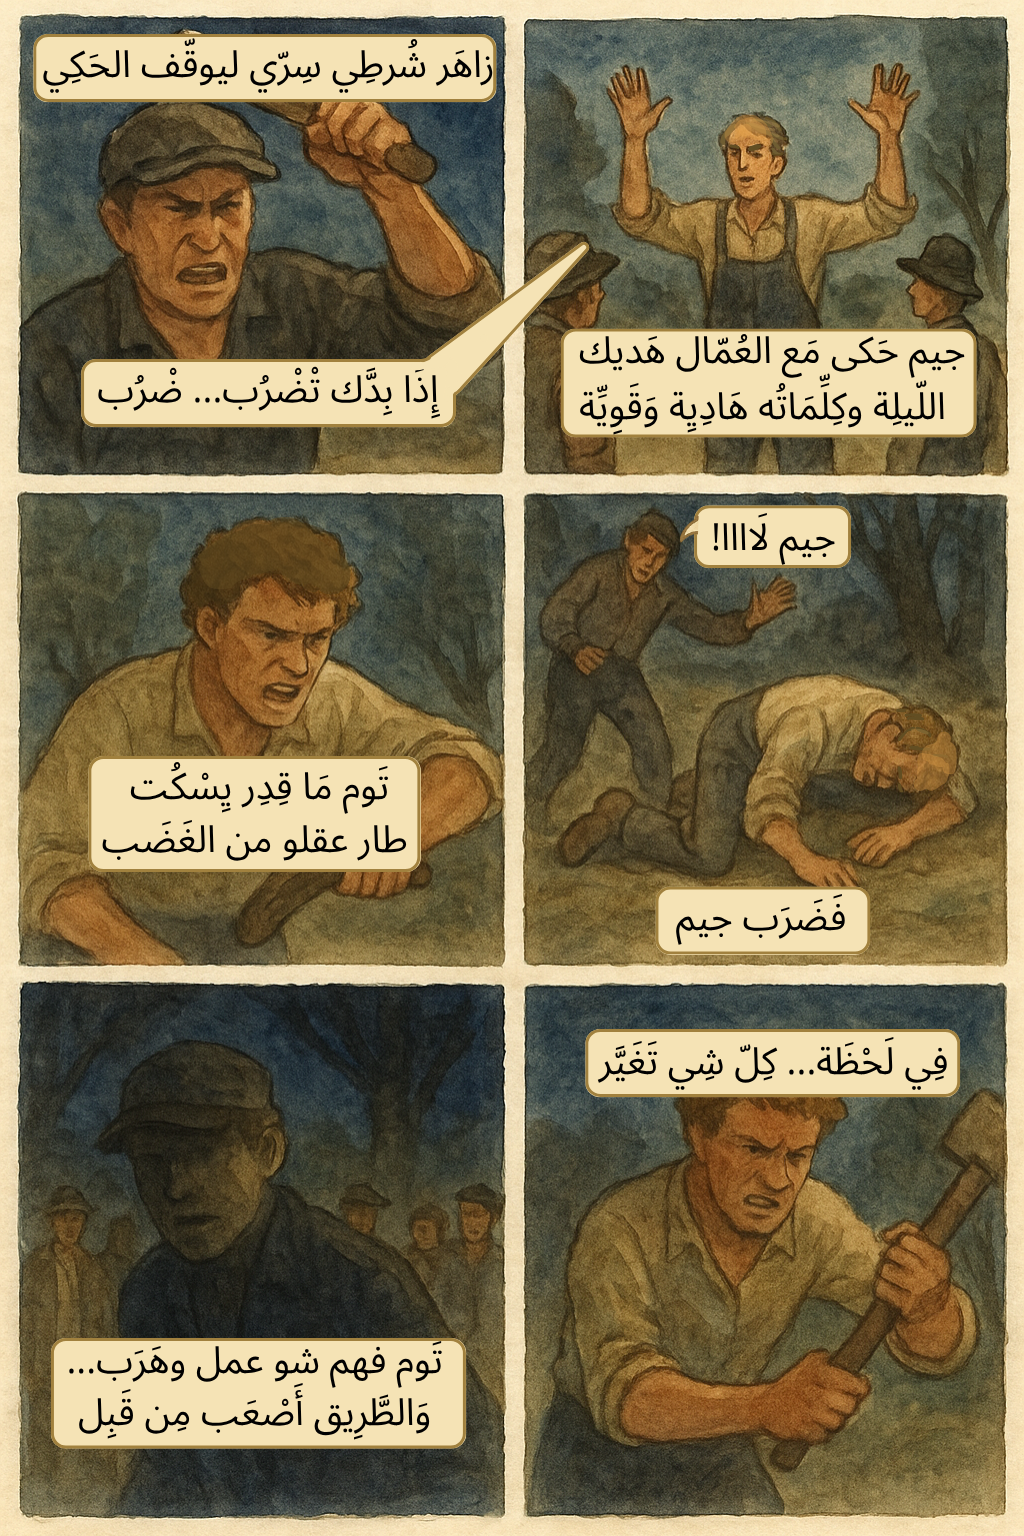 جيم حَكى مَع العُمّال هَديك
اللّيلِة وكِلِّمَاتُه هَادِيِة وَقَوِيِّة
زاهَر شُرطِي سِرّي ليوقّف الحَكِي
إِذَا بِدَّك تْضْرُب... ضْرُب
جيم لَاااا!
فَضَرَب جيم
تَوم مَا قِدِر يِسْكُت
طار عقلو من الغَضَب
فِي لَحْظَة... كِلّ شِي تَغَيَّر
تَوم فهم شو عمل وهَرَب...
وَالطَّرِيق أَصْعَب مِن قَبِل